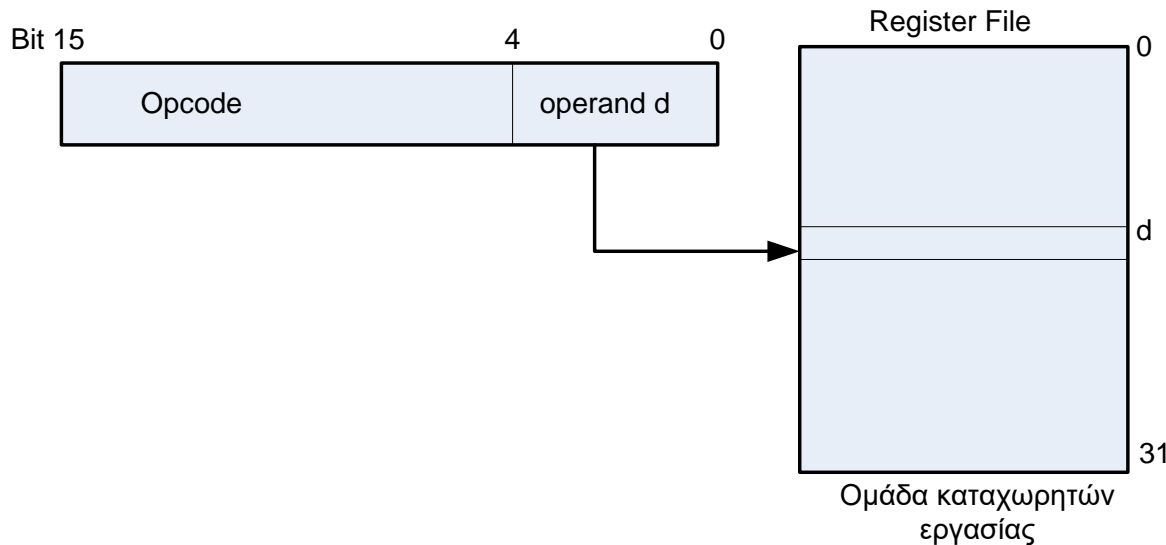 Register File
Bit 15
4
0
0
Opcode
operand d
d
31
Ομάδα καταχωρητών
εργασίας